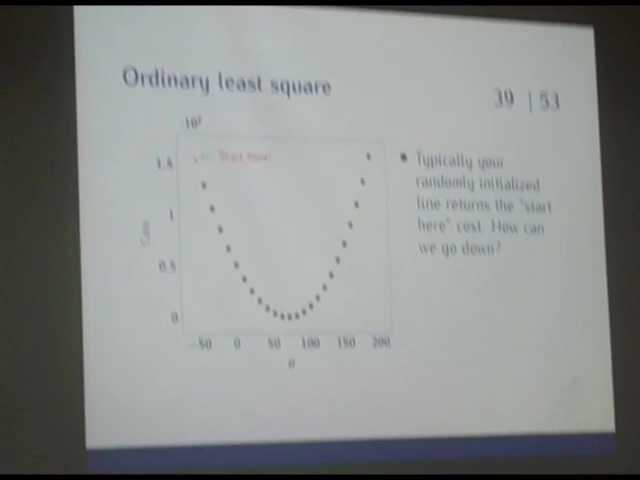 Ordinary least square
39 | 53
1.5
Start here!
1
0.5
0
50 0 50 100 150 200
• Typically your
randomly initialized
line returns the "start
here" cost. How can
we go down?